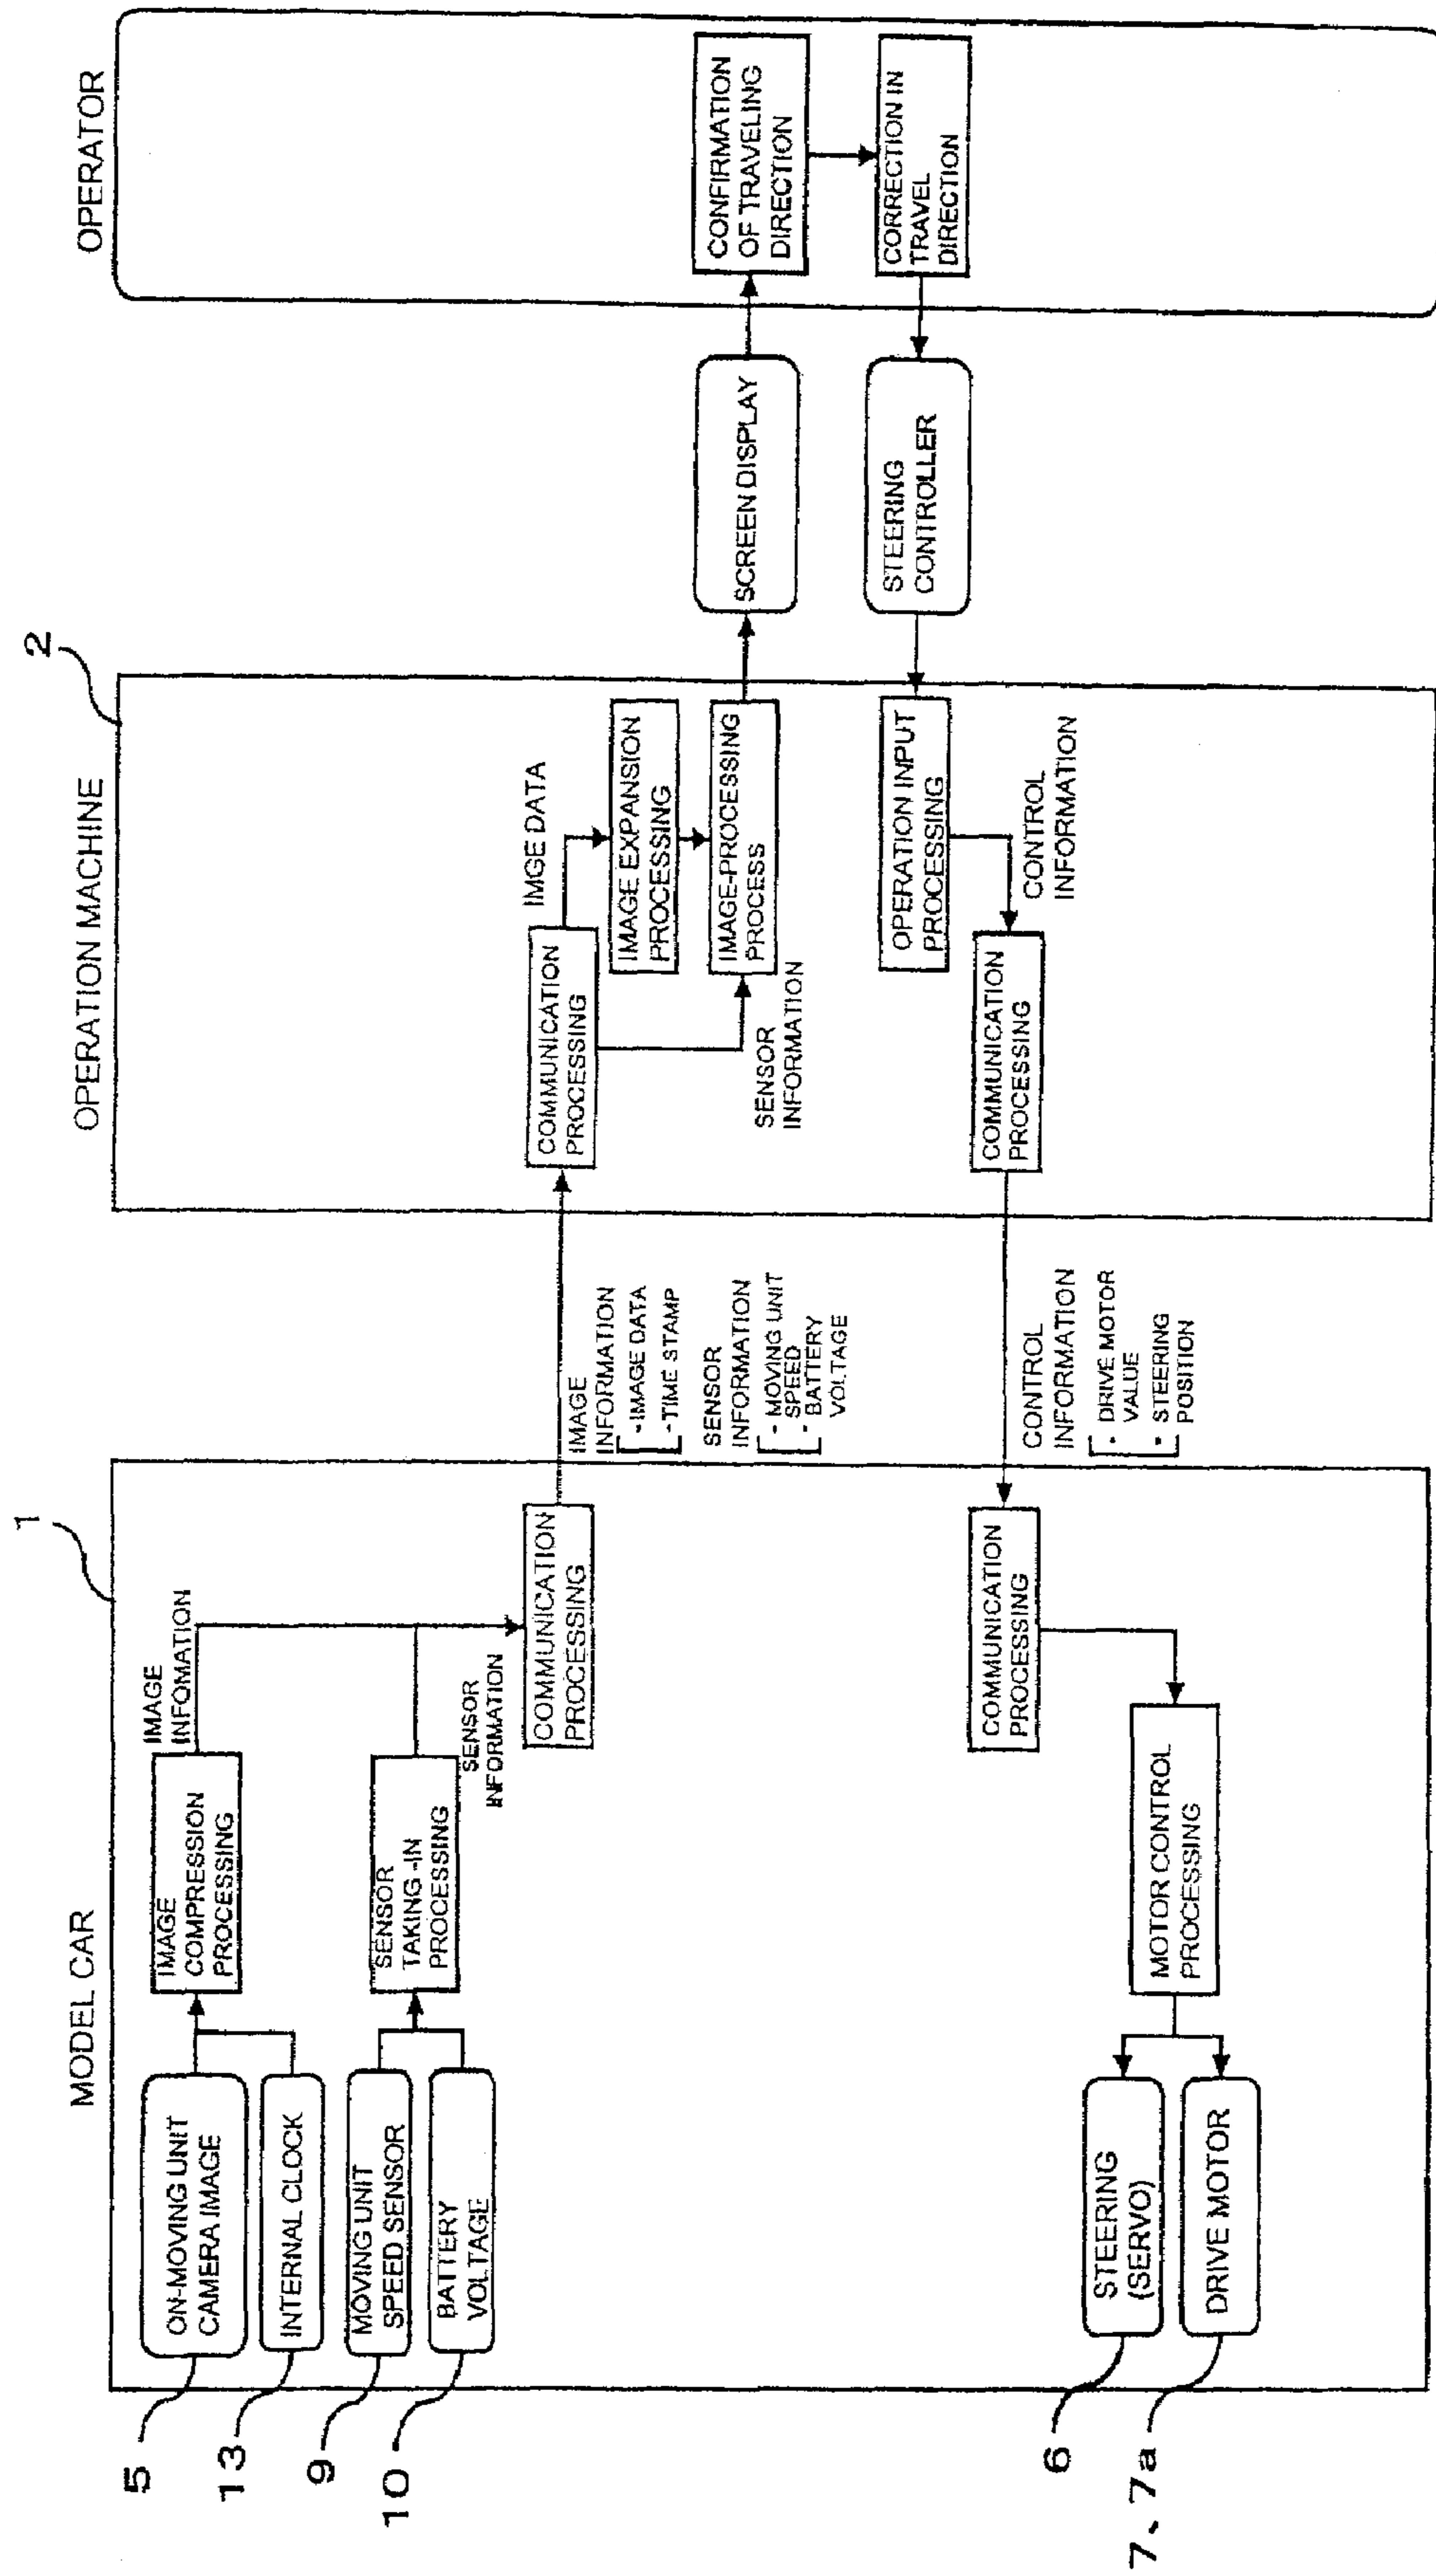 MODEL CAR
1
5
ON-MOVING UNIT
CAMERA IMAGE
13
INTERNAL CLOCK
9
MOVING UNIT
SPEED SENSOR
10
BATTERY
VOLTAGE
IMAGE
COMPRESSION
PROCESSING
IMAGE
INFOMATION
SENSOR
TAKING-IN
PROCESSING
SENSOR
INFORMATION
COMMUNICATION
PROCESSING
6
STEERING
(SERVO)
7、7a
DRIVE MOTOR
MOTOR CONTROL
PROCESSING
COMMUNICATION
PROCESSING
IMAGE
INFORMATION
-IMAGE DATA
-TIME STAMP
SENSOR
INFORMATION
- MOVING UNIT
SPEED
- BATTERY
VOLTAGE
CONTROL
INFORMATION
- DRIVE MOTOR
VALUE
- STEERING
POSITION
OPERATION MACHINE
2
COMMUNICATION
PROCESSING
IMGE DATA
IMAGE EXPANSION
PROCESSING
IMAGE-PROCESSING
PROCESS
SENSOR
INFORMATION
OPERATION INPUT
PROCESSING
CONTROL
INFORMATION
COMMUNICATION
PROCESSING
SCREEN DISPLAY
STEERING
CONTROLLER
OPERATOR
CONFIRMATION
OF TRAVELING
DIRECTION
CORRECTION IN
TRAVEL
DIRECTION